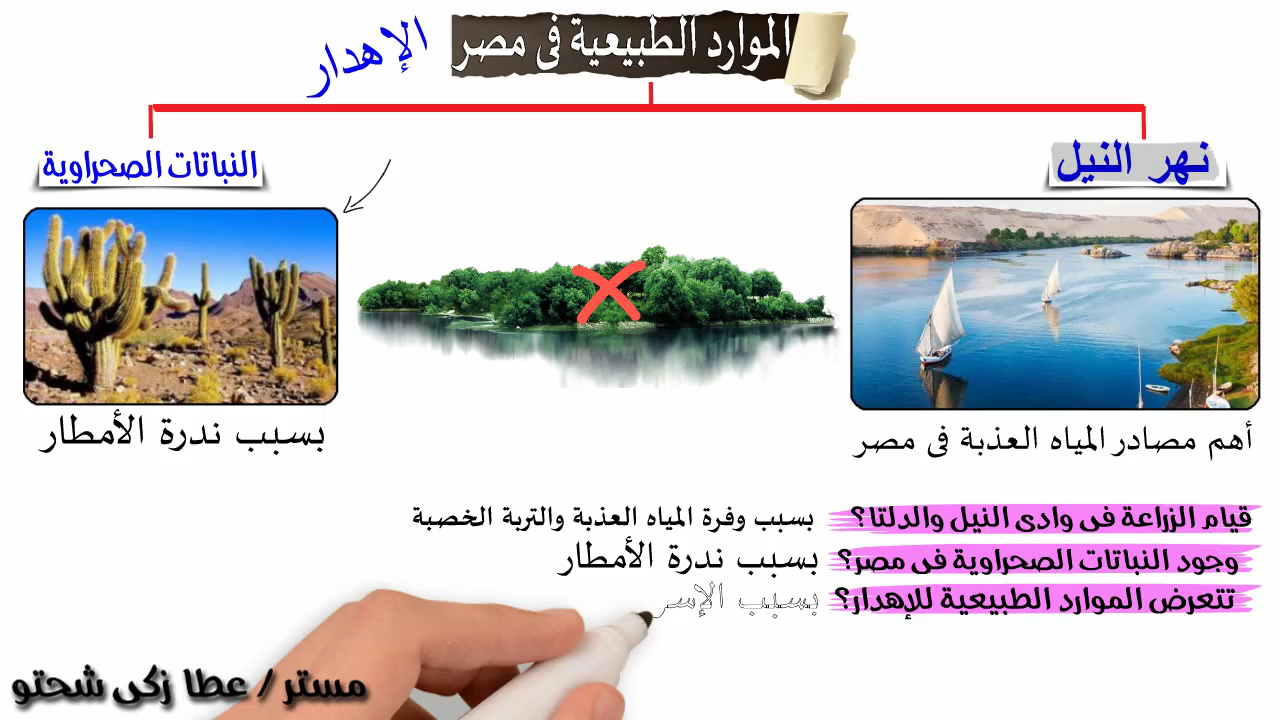 الموارد الطبيعية فى مصر
الإهدار
نهر النيل
النباتات الصحراوية
أهم مصادر المياه العذبة فى مصر
بسبب ندرة الأمطار
قيام الزراعة فى وادى النيل والدلتا؟ بسبب وفرة المياه العذبة والتربة الخصبة
وجود النباتات الصحراوية فى مصر؟ بسبب ندرة الأمطار
تتعرض الموارد الطبيعية للإهدار؟ بسبب الإسر
مستر / عطا زكى شحتو